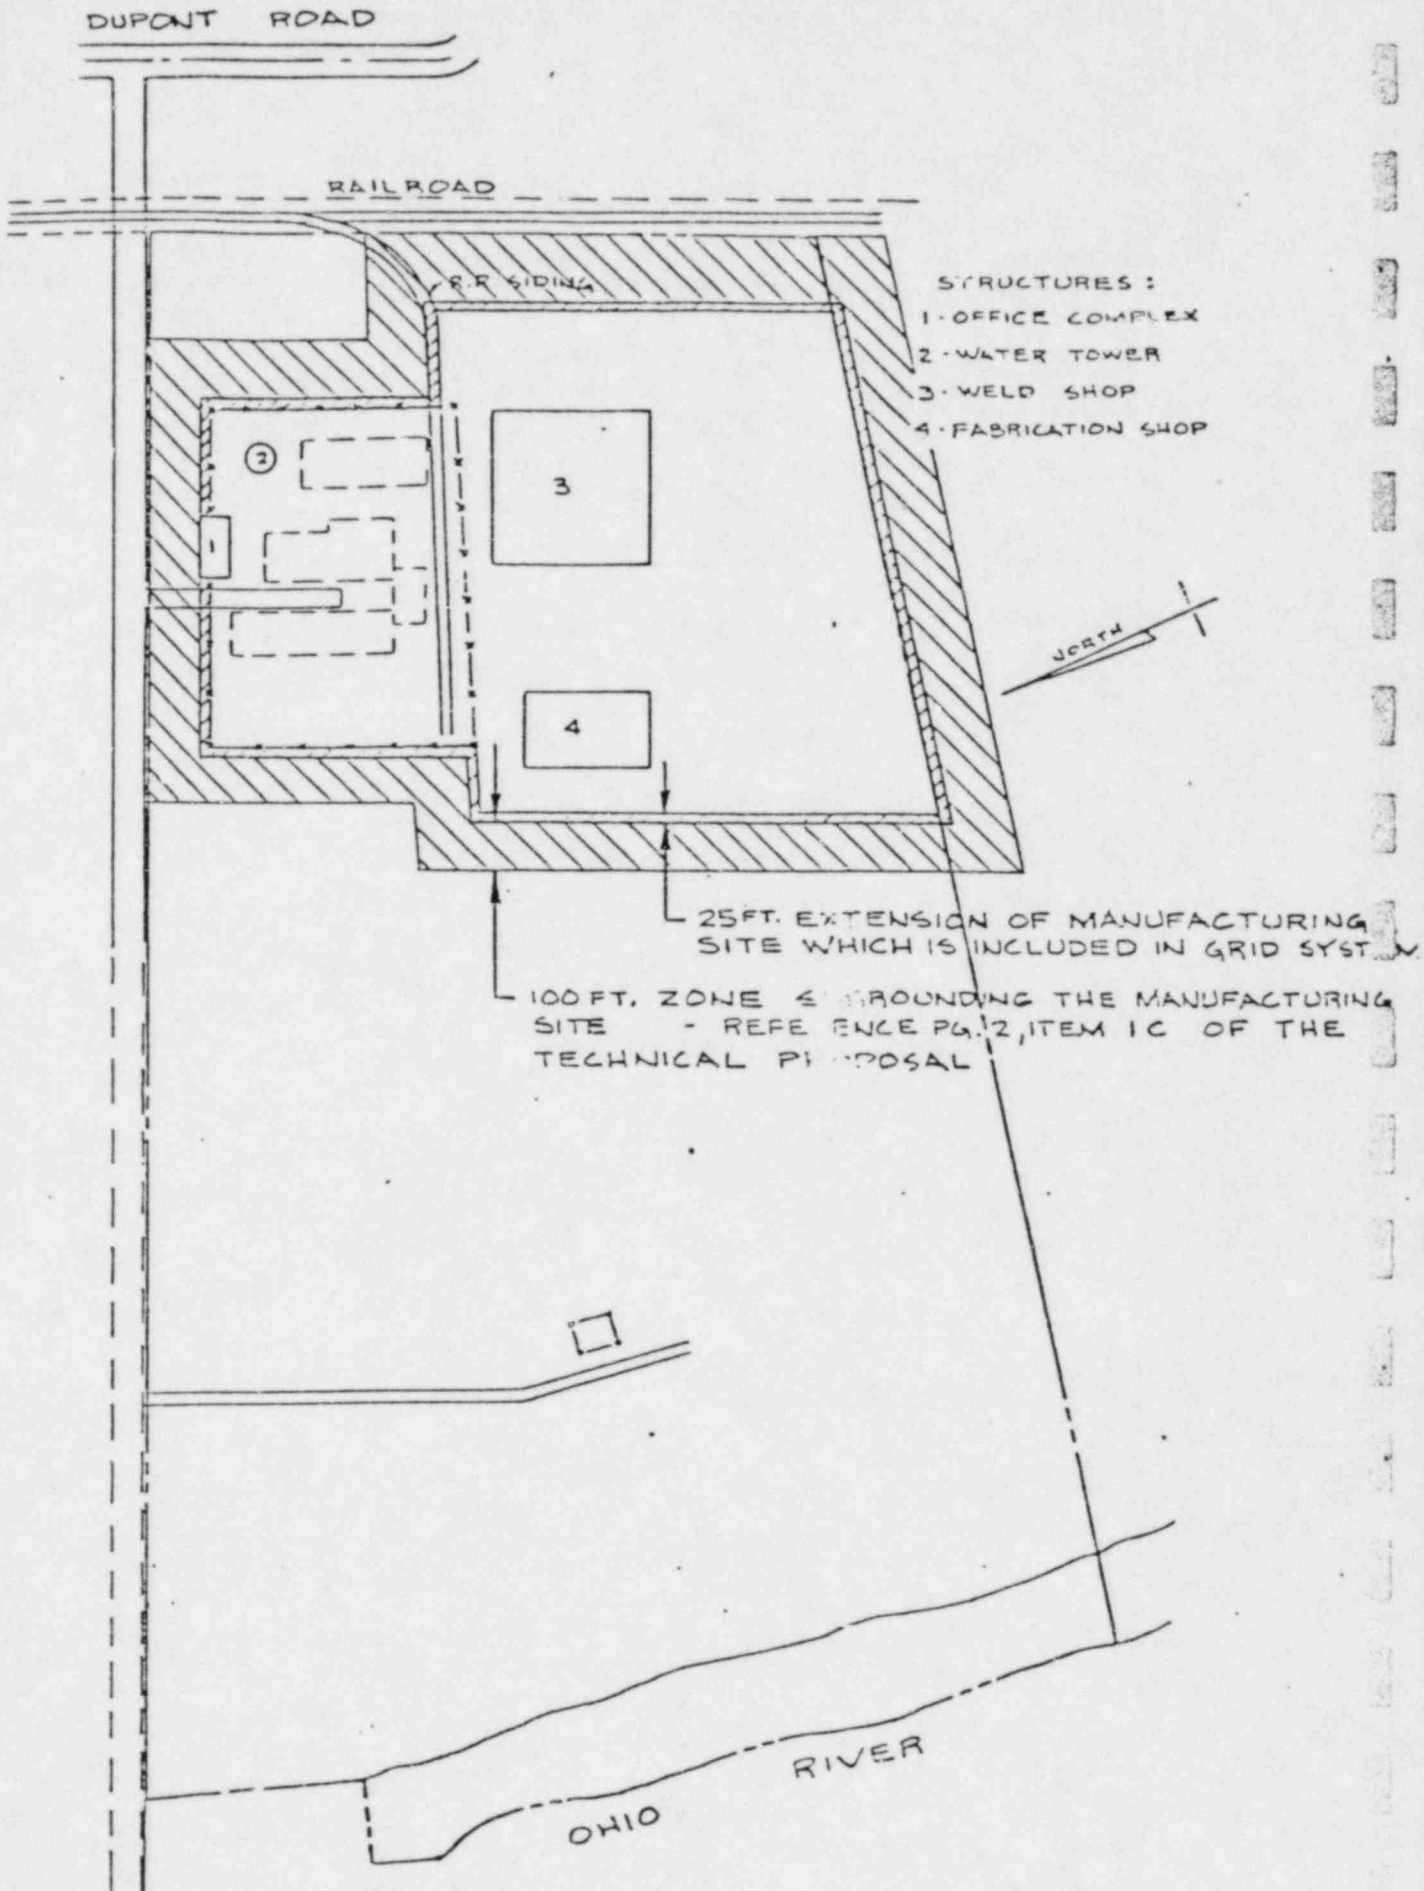 DUPONT ROAD
RAILROAD
R.R SIDING
STRUCTURES :
1-OFFICE COMPLEX
2-WATER TOWER
3-WELD SHOP
4-FABRICATION SHOP
2
3
1
NORTH
4
25FT. EXTENSION OF MANUFACTURING
SITE WHICH IS INCLUDED IN GRID
100 FT. ZONE THE MANUFACTURING
SITE - PG. 2, ITEM 1C OF THE
TECHNICAL
RIVER
OHIO